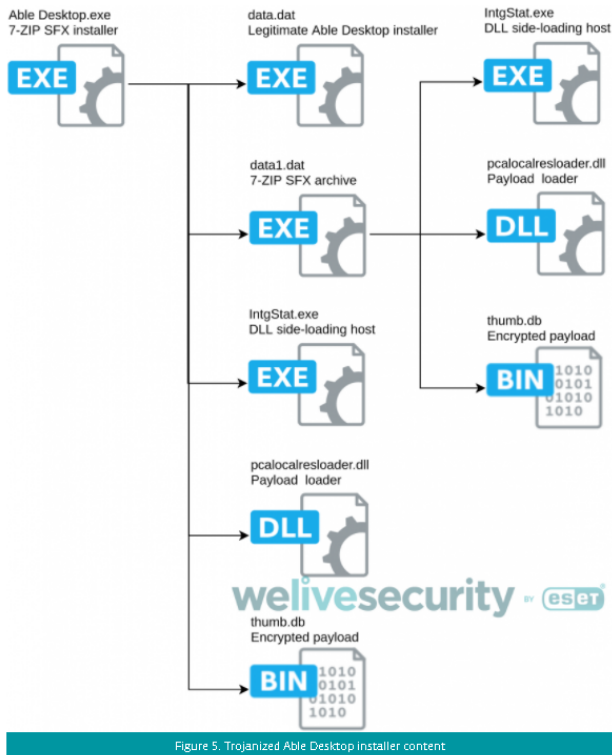 Able Desktop.exe
7-ZIP SFX installer
EXE
data.dat
Legitimate Able Desktop installer
EXE
IntgStat.exe
DLL side-loading host
EXE
data1.dat
7-ZIP SFX archive
EXE
pcalocalresloader.dll
Payload loader
DLL
IntgStat.exe
DLL side-loading host
EXE
thumb.db
Encrypted payload
BIN
1010
0101
01010
1010
pcalocalresloader.dll
Payload loader
DLL
welivesecurity BY eset
thumb.db
Encrypted payload
BIN
1010
0101
01010
1010
Figure 5. Trojanized Able Desktop installer content